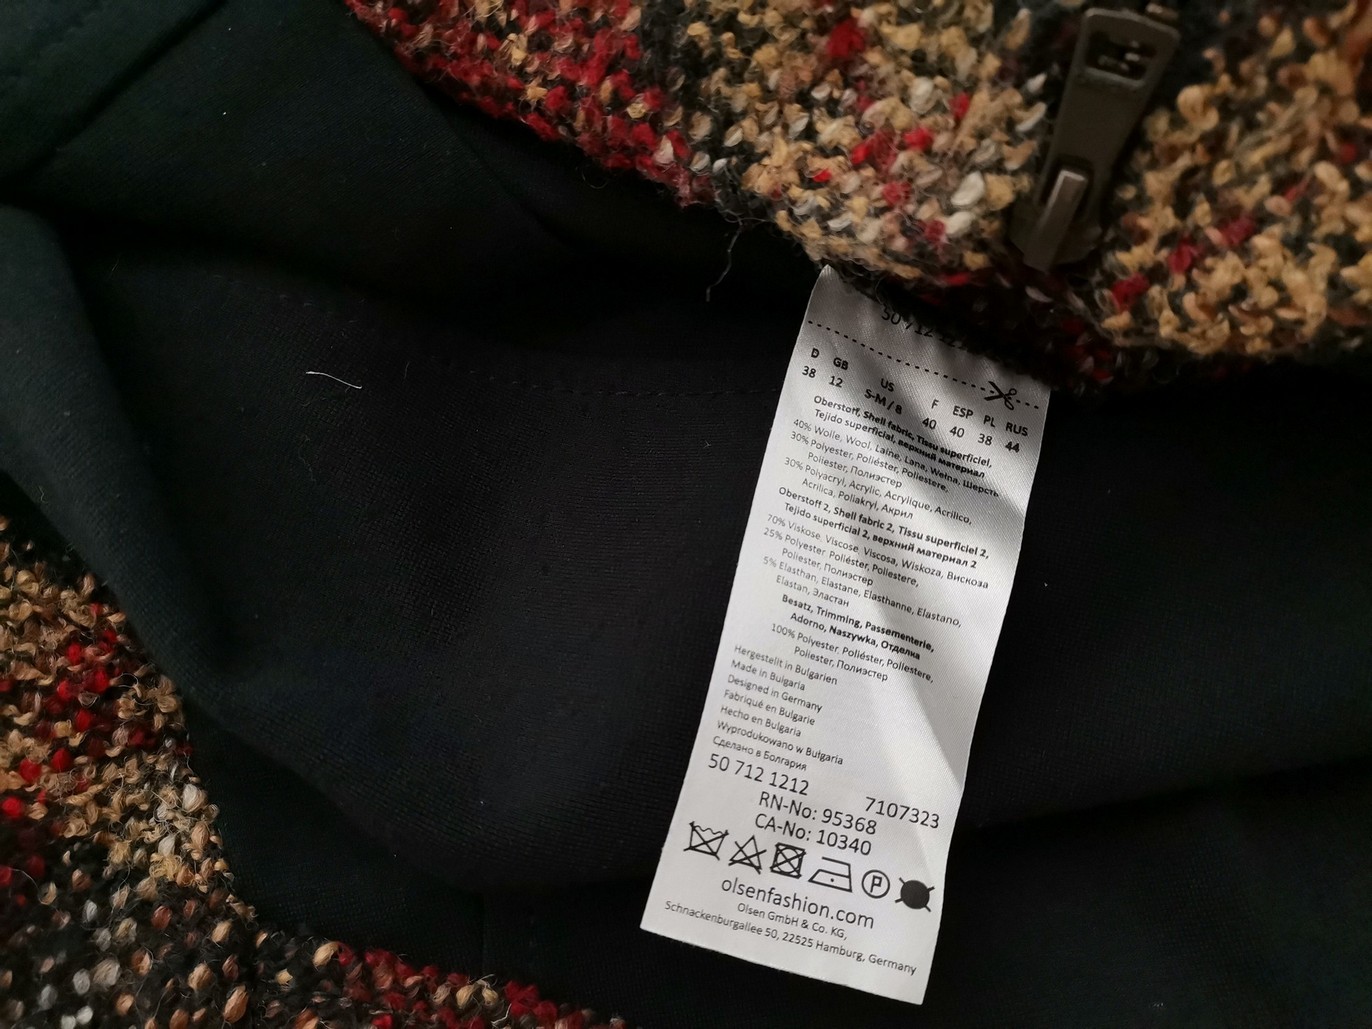 50 712 12
D GB US F ESP PL RUS
38 12 S-M / 8 40 40 38 44
Oberstoff, Shell fabric, Tissu superficiel,
Tejido superficial, верхний материал
40% Wolle, Wool, Laine, Lana, Wełna, Шерсть
30% Polyester, Poliéster, Poliestere,
Poliester, Полиэстер
30% Polyacryl, Acrylic, Acrylique, Acrilico,
Acrilica, Poliakryl, Акрил
Oberstoff 2, Shell fabric 2, Tissu superficiel 2,
Tejido superficial 2, верхний материал 2
70% Viskose, Viscose, Viscosa, Wiskoza, Вискоза
25% Polyester, Poliéster, Poliestere,
Poliester, Полиэстер
5% Elasthan, Elastane, Elasthanne, Elastano,
Elastan, Эластан
Besatz, Trimming, Passementerie,
Adorno, Naszywka, Отделка
100% Polyester, Poliéster, Poliestere,
Poliester, Полиэстер
Hergestellt in Bulgarien
Made in Bulgaria
Designed in Germany
Fabriqué en Bulgarie
Hecho en Bulgaria
Wyprodukowano w Bułgaria
Сделано в Болгария
50 712 1212 7107323
RN-No: 95368
CA-No: 10340
P
olsenfashion.com
Olsen GmbH & Co. KG,
Schnackenburgallee 50, 22525 Hamburg, Germany